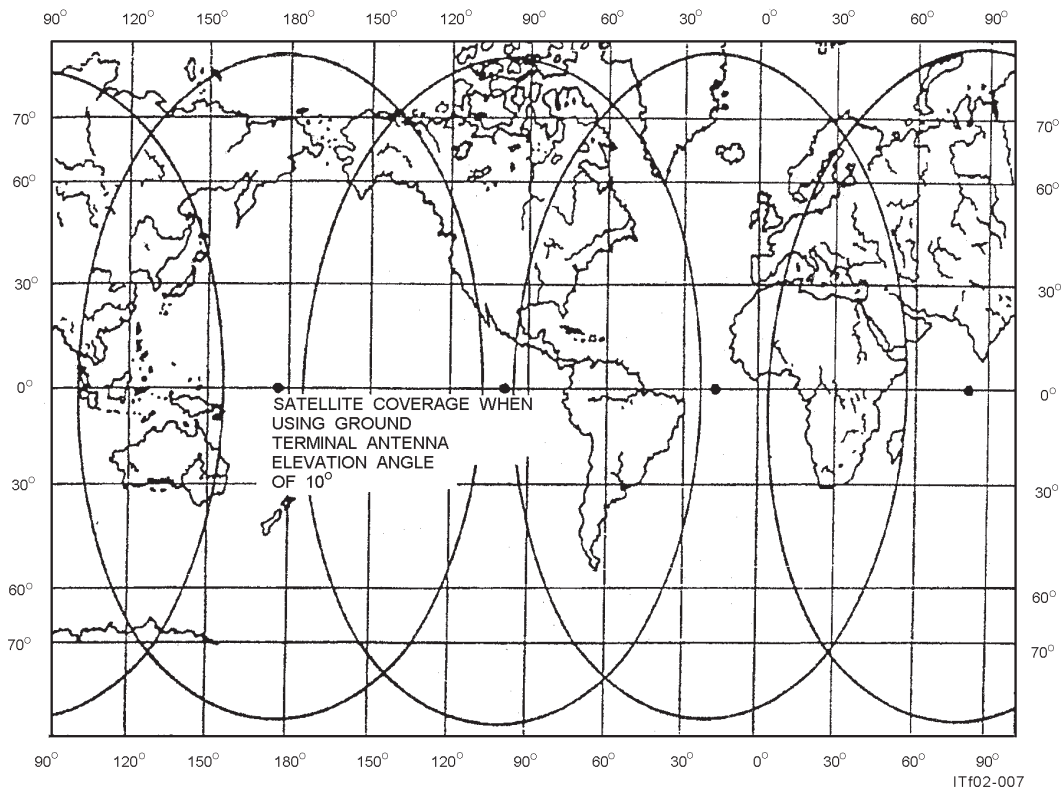 90° 120° 150° 180° 150° 120° 90° 60° 30° 0° 30° 60° 90°
70° 70°
60° 60°
30° 30°
0° 0°
SATELLITE COVERAGE WHEN
USING GROUND
TERMINAL ANTENNA
ELEVATION ANGLE
OF 10°
30° 30°
60° 60°
70° 70°
90° 120° 150° 180° 150° 120° 90° 60° 30° 0° 30° 60° 90°
ITf02-007